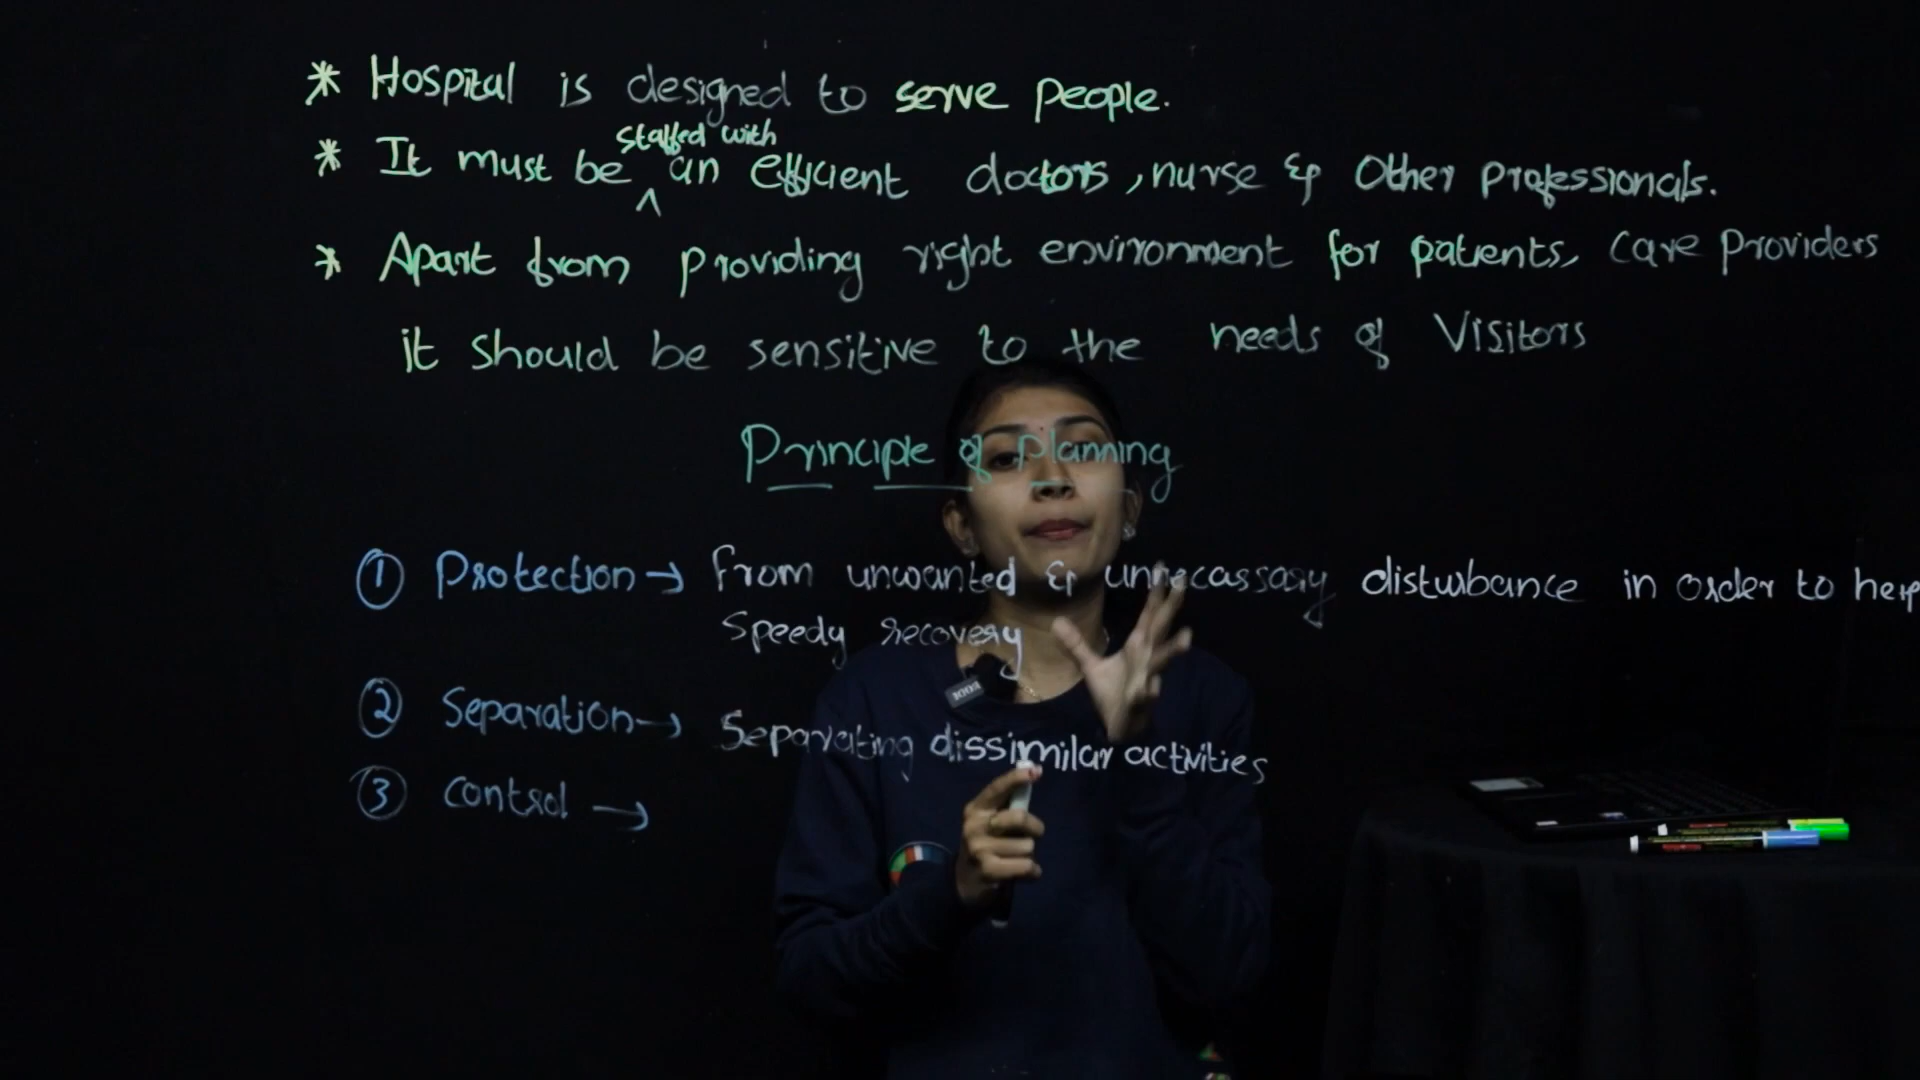 * Hospital is designed to serve people.
staffed with
* It must be ^ an efficient doctors, nurse & Other professionals.
* Apart from providing right environment for patients, care providers
it should be sensitive to the needs of Visitors
Principle of planning
① Protection → From unwanted & unnecassary disturbance in order to help
Speedy recovery
② Separation → Separating dissimilar activities
③ Control →